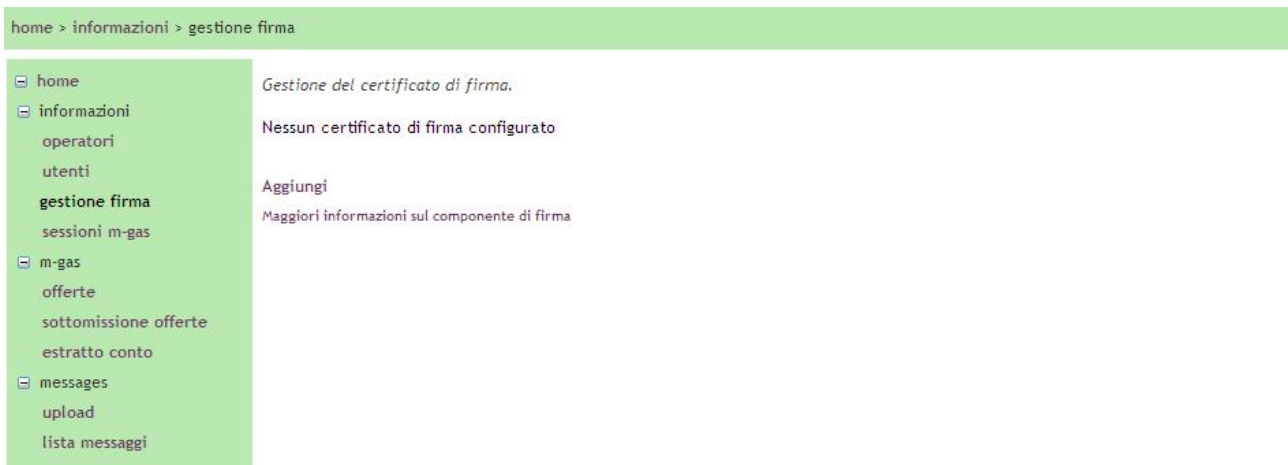 home > informazioni > gestione firma
home
informazioni
operatori
utenti
gestione firma
sessioni m-gas
m-gas
offerte
sottomissione offerte
estratto conto
messages
upload
lista messaggi
Gestione del certificato di firma.
Nessun certificato di firma configurato
Aggiungi
Maggiori informazioni sul componente di firma